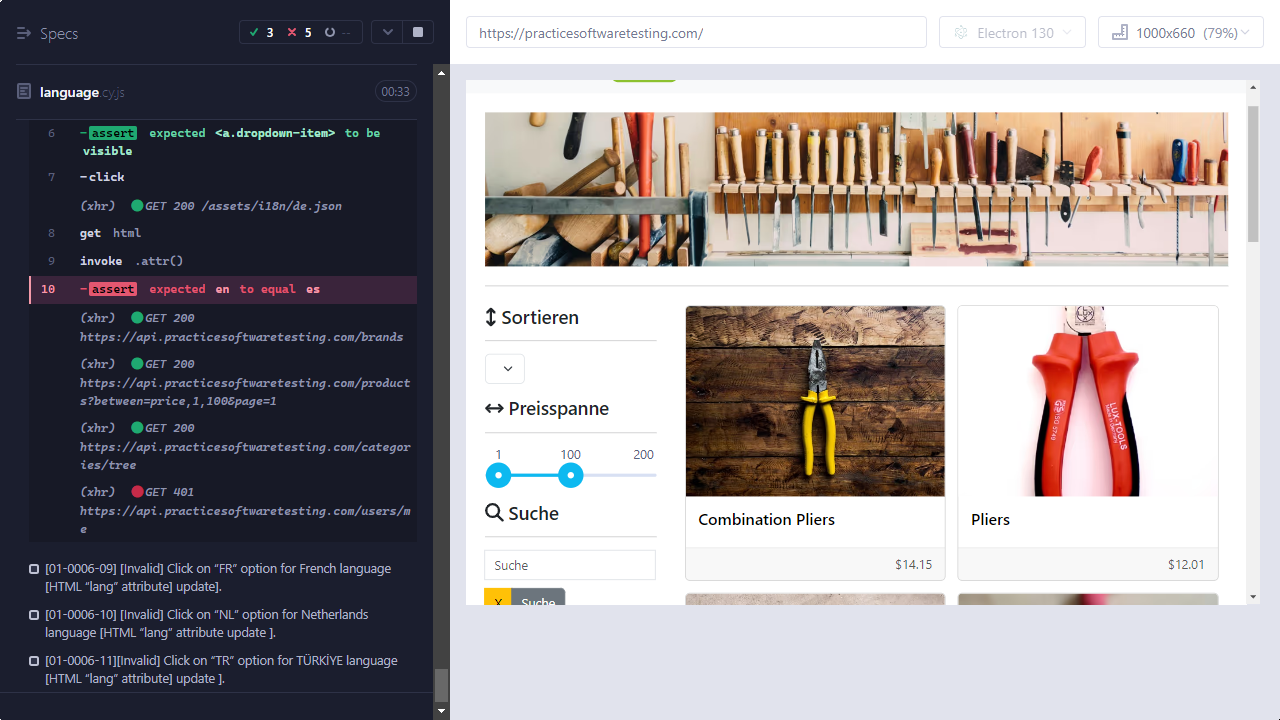 Specs
3
5
--
language.cy.js
00:33
6 -assert expected <a.dropdown-item> to be
visible
7 -click
(xhr) GET 200 /assets/i18n/de.json
8 get html
9 invoke .attr()
10 -assert expected en to equal es
(xhr) GET 200
https://api.practicesoftwaretesting.com/brands
(xhr) GET 200
https://api.practicesoftwaretesting.com/product
s?between=price,1,100&page=1
(xhr) GET 200
https://api.practicesoftwaretesting.com/categor
ies/tree
(xhr) GET 401
https://api.practicesoftwaretesting.com/users/m
e
[01-0006-09] [Invalid] Click on “FR” option for French language
[HTML “lang” attribute] update].
[01-0006-10] [Invalid] Click on “NL” option for Netherlands
language [HTML “lang” attribute update ].
[01-0006-11][Invalid] Click on “TR” option for TÜRKİYE language
[HTML “lang” attribute] update ].
https://practicesoftwaretesting.com/
Electron 130
1000x660 (79%)
Sortieren
Preisspanne
1 100 200
Suche
Suche
X Suche
Combination Pliers
$14.15
LUX
LUX-TOOLS
Pliers
$12.01